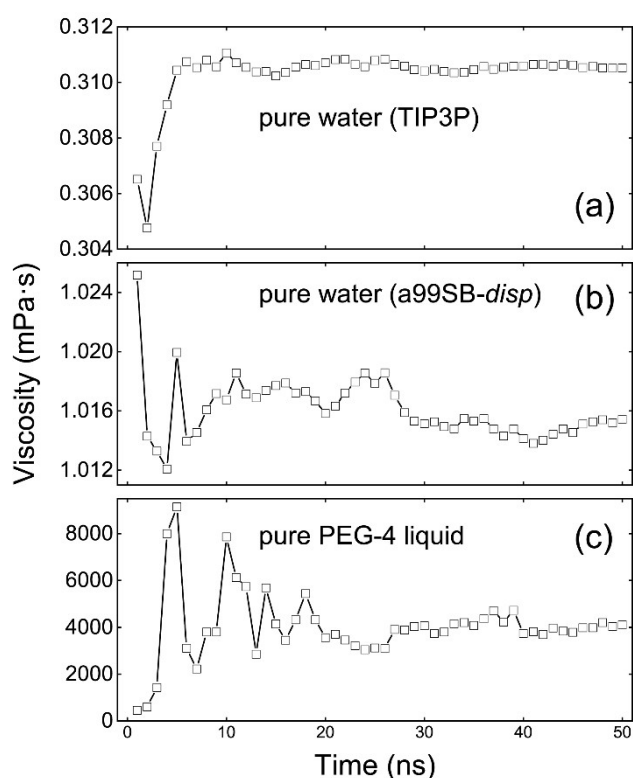 0.312
0.310
0.308
0.306
0.304
pure water (TIP3P)
(a)
Viscosity (mPa·s)
1.024
1.020
1.016
1.012
pure water (a99SB-disp)
(b)
8000
6000
4000
2000
0
pure PEG-4 liquid
(c)
0 10 20 30 40 50
Time (ns)